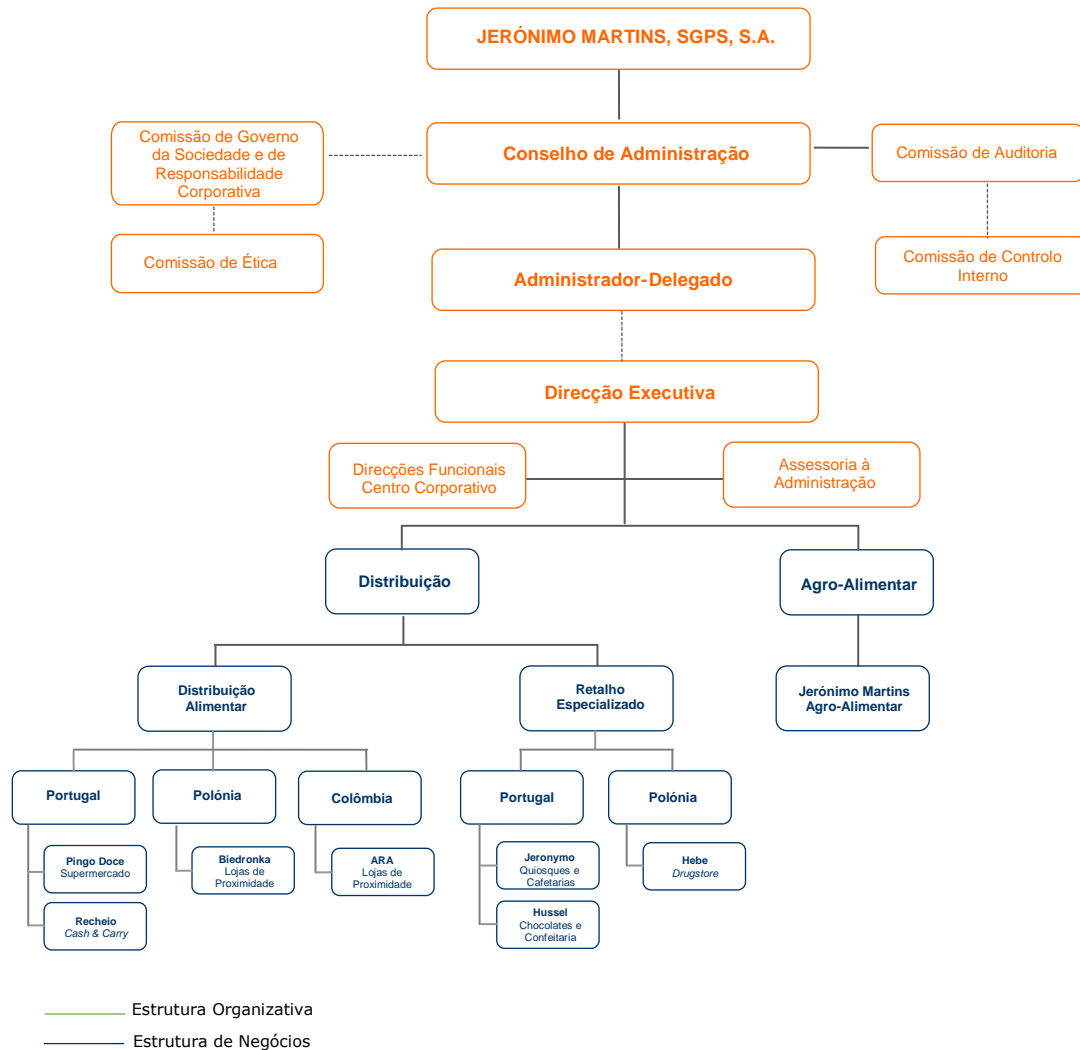 JERÓNIMO MARTINS, SGPS, S.A.
Comissão de Governo
da Sociedade e de
Responsabilidade
Corporativa
Conselho de Administração
Comissão de Auditoria
Comissão de Ética
Administrador-Delegado
Comissão de Controlo
Interno
Direcção Executiva
Direcções Funcionais
Centro Corporativo
Assessoria à
Administração
Distribuição
Agro-Alimentar
Distribuição
Alimentar
Retalho
Especializado
Jerónimo Martins
Agro-Alimentar
Portugal
Polónia
Colômbia
Portugal
Polónia
Pingo Doce
Supermercado
Biedronka
Lojas de
Proximidade
ARA
Lojas de
Proximidade
Jeronymo
Quiosques e
Cafetarias
Hebe
Drugstore
Recheio
Cash & Carry
Hussel
Chocolates e
Confeitaria
Estrutura Organizativa
Estrutura de Negócios